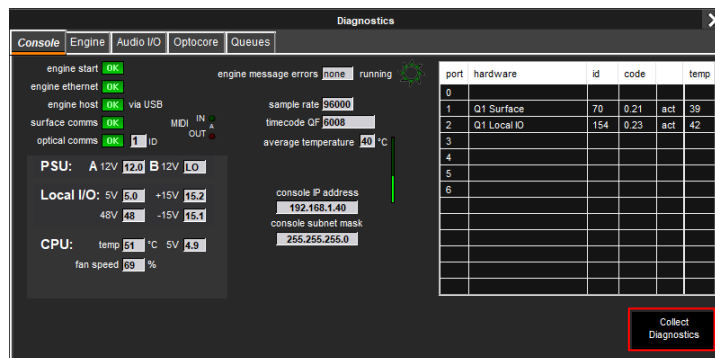 Diagnostics X
Console Engine Audio I/O Optocore Queues
engine start OK
engine ethernet OK
engine host OK via USB
surface comms OK MIDI IN A
optical comms OK 1 ID OUT
engine message errors none running
sample rate 96000
timecode QF 6008
average temperature 40 °C
PSU: A 12V 12.0 B 12V LO
Local I/O: 5V 5.0 +15V 15.2
48V 48 -15V 15.1
CPU: temp 51 °C 5V 4.9
fan speed 69 %
console IP address
192.168.1.40
console subnet mask
255.255.255.0
port hardware id code temp
0
1 Q1 Surface 70 0.21 act 39
2 Q1 Local IO 154 0.23 act 42
3
4
5
6
Collect
Diagnostics